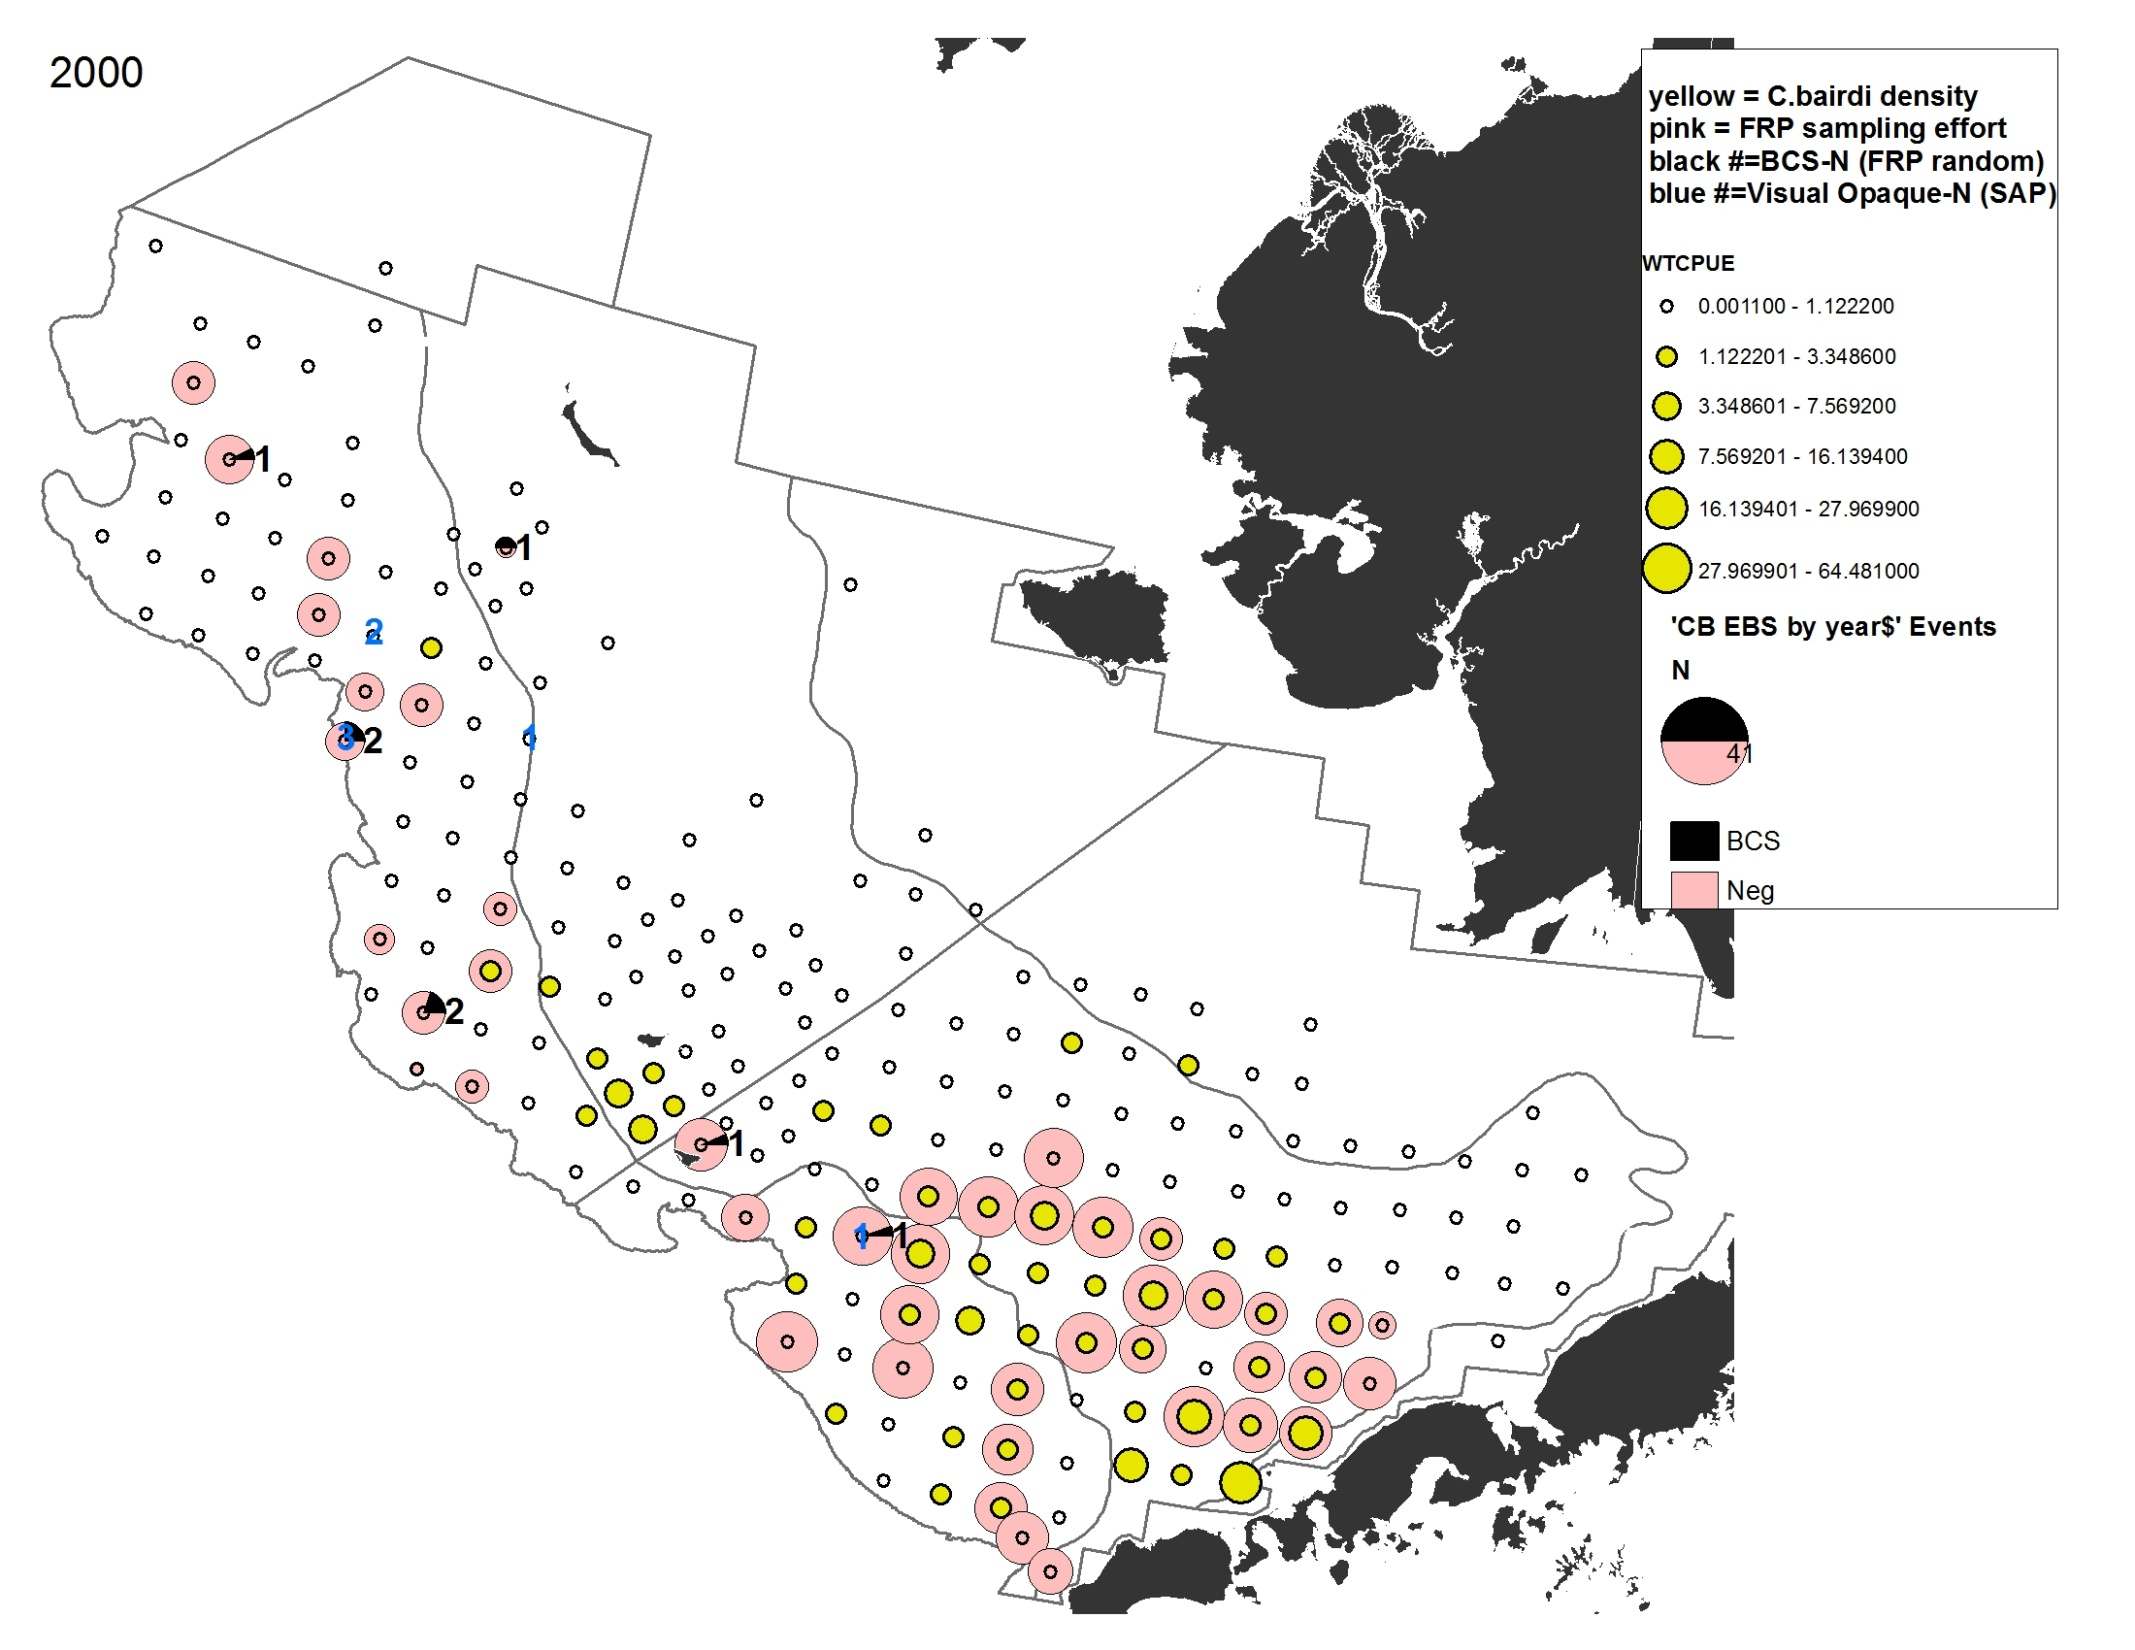 2000
yellow = C.bairdi density
pink = FRP sampling effort
black #=BCS-N (FRP random)
blue #=Visual Opaque-N (SAP)
WTCPUE
0.001100 - 1.122200
1.122201 - 3.348600
3.348601 - 7.569200
7.569201 - 16.139400
16.139401 - 27.969900
27.969901 - 64.481000
'CB EBS by year$' Events
N
41
BCS
Neg
1
1
2
3 2
1
2
1
1 1